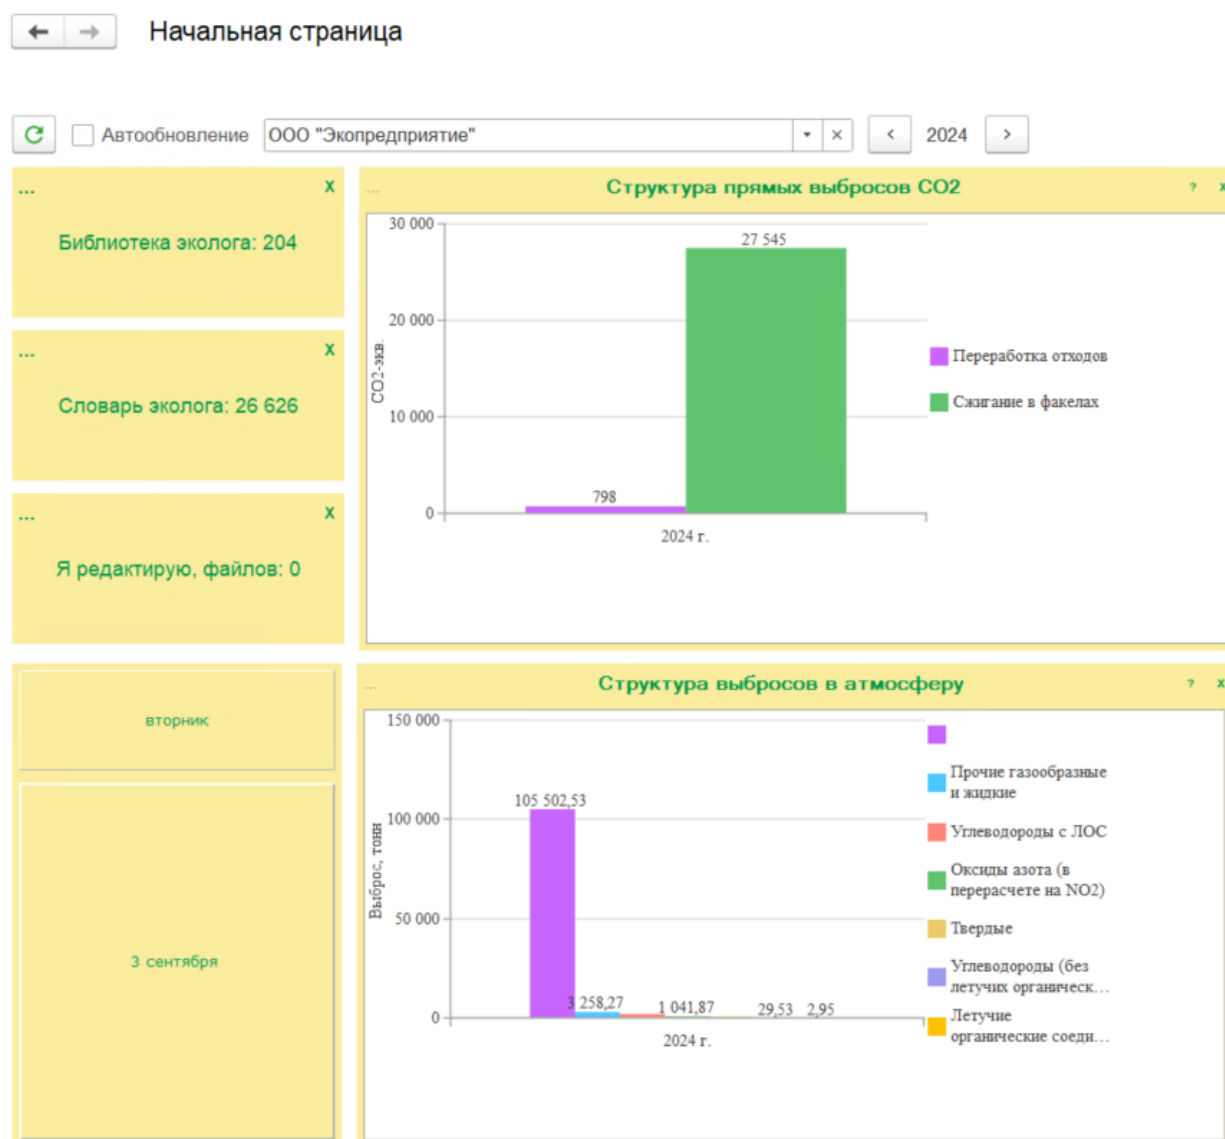 Начальная страница
Автообновление ООО "Экопредприятие" 2024
... X
Библиотека эколога: 204
... X
Словарь эколога: 26 626
... X
Я редактирую, файлов: 0
... Структура прямых выбросов CO2 ? X
30 000
27 545
20 000
CO2-экв.
10 000
798
0
2024 г.
Переработка отходов
Сжигание в факелах
вторник
3 сентября
... Структура выбросов в атмосферу ? X
150 000
105 502,53
100 000
Выброс, тонн
50 000
3 258,27 1 041,87 29,53 2,95
0
2024 г.
Прочие газообразные
и жидкие
Углеводороды с ЛОС
Оксиды азота (в
перерасчете на NO2)
Твердые
Углеводороды (без
летучих органическ...
Летучие
органические соеди...